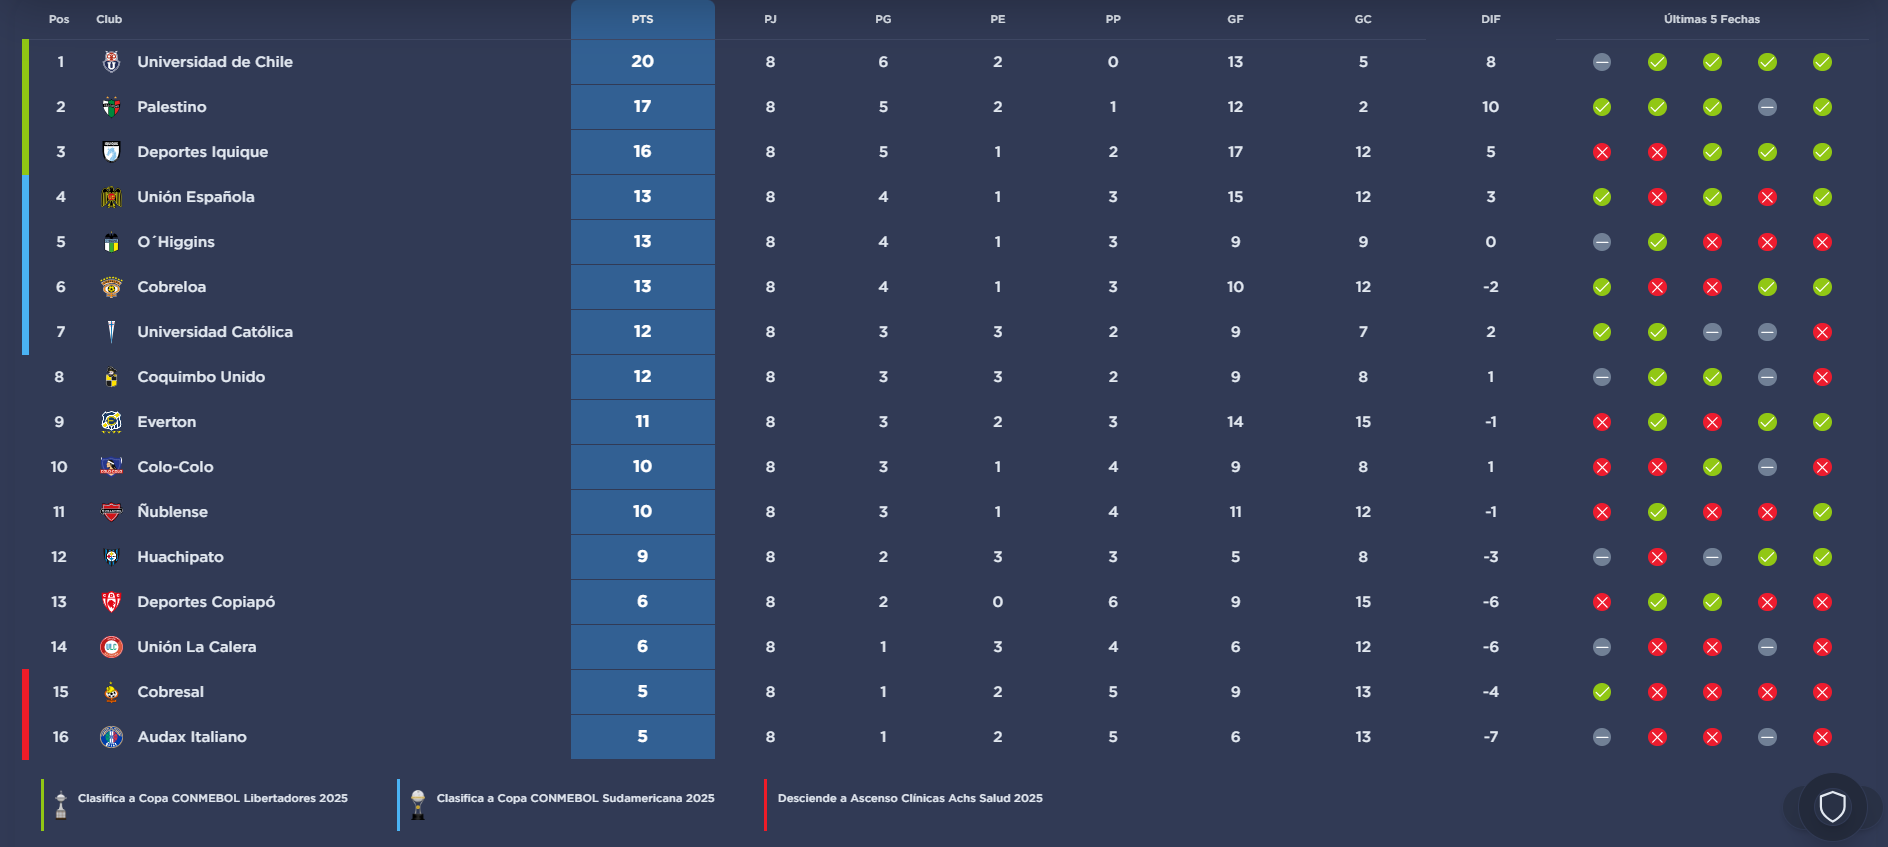 Pos Club PTS PJ PG PE PP GF GC DIF Últimas 5 Fechas
1 Universidad de Chile 20 8 6 2 0 13 5 8
2 Palestino 17 8 5 2 1 12 2 10
3 Deportes Iquique 16 8 5 1 2 17 12 5
4 Unión Española 13 8 4 1 3 15 12 3
5 O´Higgins 13 8 4 1 3 9 9 0
6 Cobreloa 13 8 4 1 3 10 12 -2
7 Universidad Católica 12 8 3 3 2 9 7 2
8 Coquimbo Unido 12 8 3 3 2 9 8 1
9 Everton 11 8 3 2 3 14 15 -1
10 Colo-Colo 10 8 3 1 4 9 8 1
11 Ñublense 10 8 3 1 4 11 12 -1
12 Huachipato 9 8 2 3 3 5 8 -3
13 Deportes Copiapó 6 8 2 0 6 9 15 -6
14 Unión La Calera 6 8 1 3 4 6 12 -6
15 Cobresal 5 8 1 2 5 9 13 -4
16 Audax Italiano 5 8 1 2 5 6 13 -7
Clasifica a Copa CONMEBOL Libertadores 2025 Clasifica a Copa CONMEBOL Sudamericana 2025 Desciende a Ascenso Clínicas Achs Salud 2025